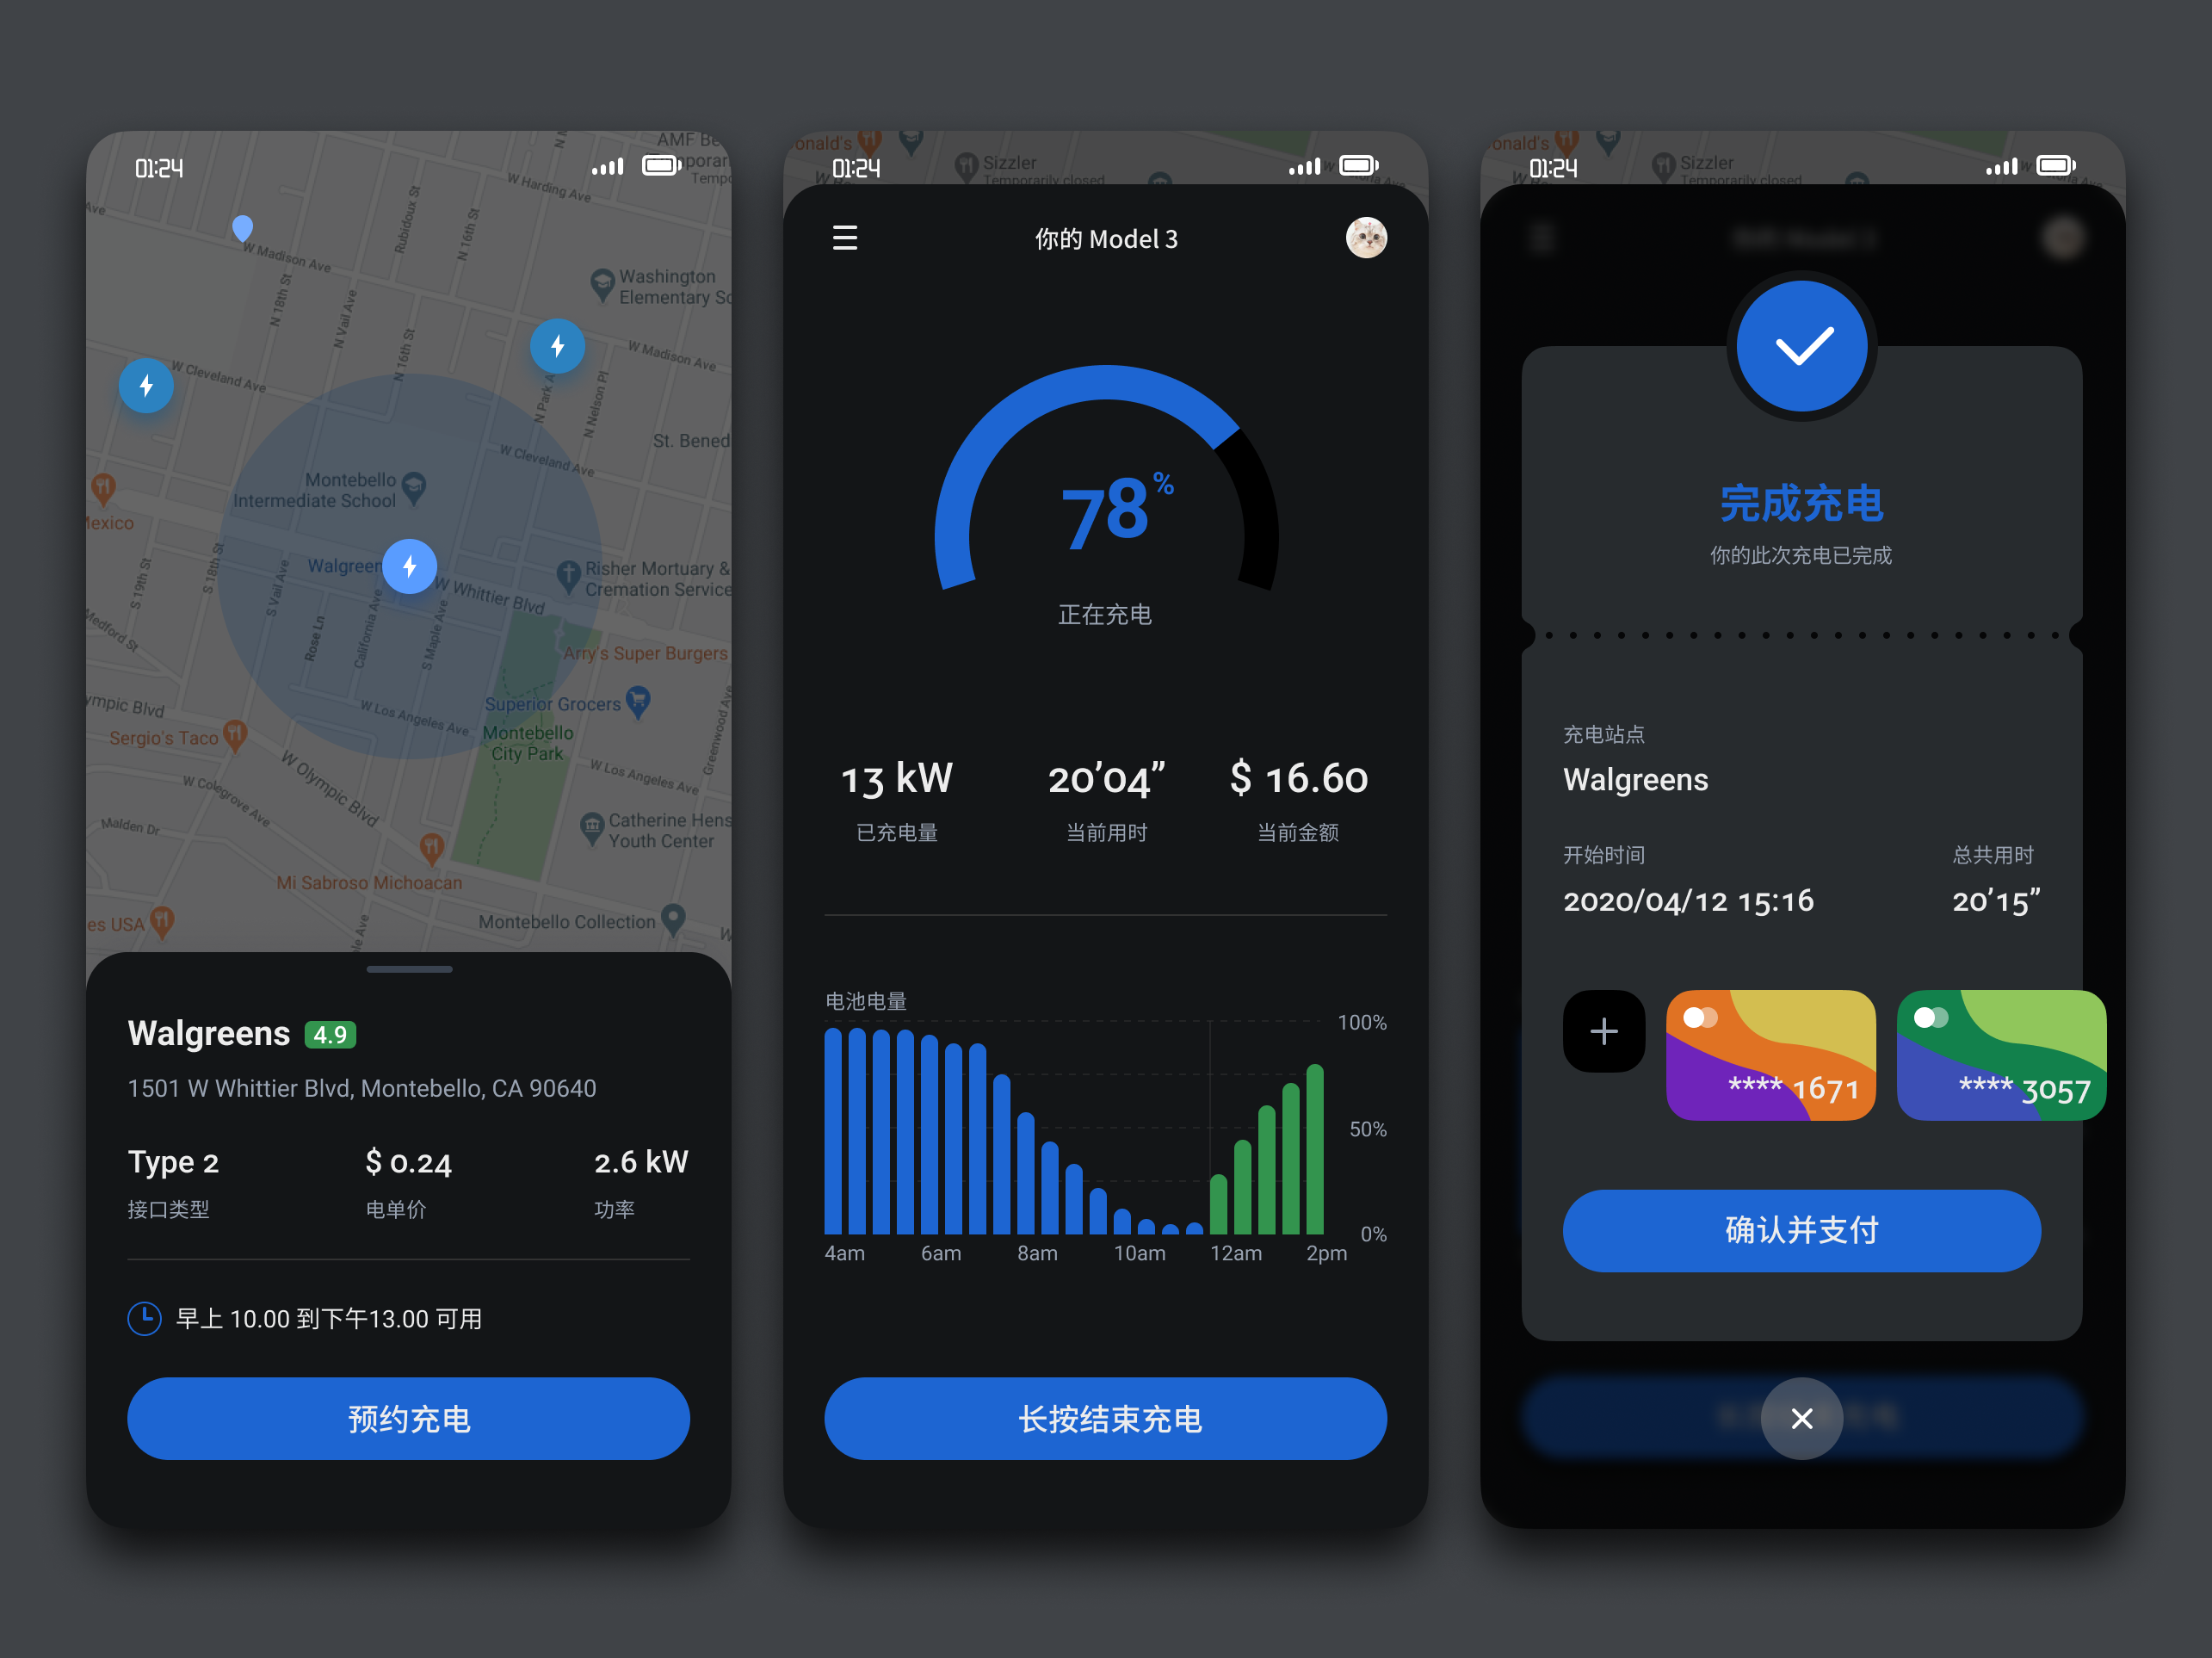 01:24
AMF Be
Temporar
Tempo
W Harding Ave
Ave
Rubidoux St
N 16th St
W Madison Ave
Washington
Elementary Sc
N 18th St
N Vail Ave
N 16th St
W Madison Ave
W Cleveland Ave
N Park A
N Nelson Pl
St. Bened
W Cleveland Ave
Montebello
Intermediate School
Mexico
Walgreen
Risher Mortuary &
Cremation Service
W Whittier Blvd
S 19th St
S 18th St
S Vail Ave
Rose Ln
California Ave
S Maple Ave
Medford St
Arry's Super Burgers
Superior Grocers
Greenwood Ave
ympic Blvd
W Los Angeles Ave
Sergio's Taco
Montebello
City Park
W Olympic Blvd
W Los Angeles Ave
W Colegrove Ave
Malden Dr
Catherine Hens
Youth Center
Mi Sabroso Michoacan
es USA
Montebello Collection
ple Ave
W
Walgreens 4.9
1501 W Whittier Blvd, Montebello, CA 90640
Type 2 $ 0.24 2.6 kW
接口类型 电单价 功率
早上 10.00 到下午13.00 可用
预约充电
onald's
Sizzler
01:24
Temporarily closed
你的 Model 3
78%
正在充电
13 kW 20’04” $ 16.60
已充电量 当前用时 当前金额
电池电量
100%
50%
0%
4am 6am 8am 10am 12am 2pm
长按结束充电
onald's
Sizzler
01:24
Temporarily closed
完成充电
你的此次充电已完成
充电站点
Walgreens
开始时间 总共用时
2020/04/12 15:16 20’15”
**** 1671 **** 3057
确认并支付